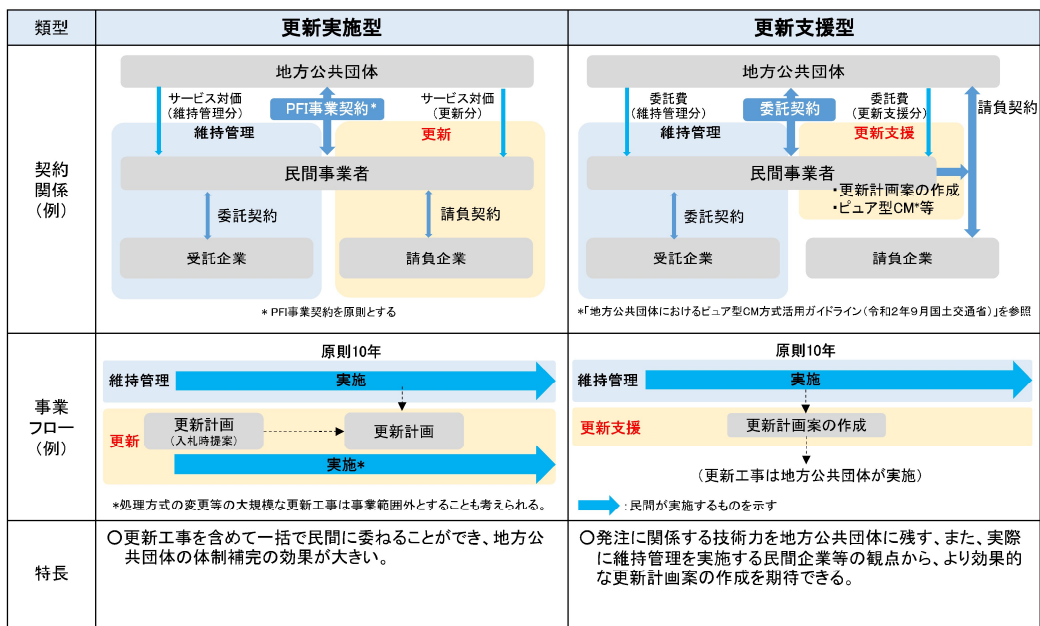 類型
更新実施型
更新支援型
契約
関係
(例)
地方公共団体
サービス対価
(維持管理分)
PFI事業契約*
サービス対価
(更新分)
維持管理
更新
民間事業者
委託契約
請負契約
受託企業
請負企業
* PFI事業契約を原則とする
地方公共団体
委託費
(維持管理分)
委託契約
委託費
(更新支援分)
請負契約
維持管理
更新支援
民間事業者
・更新計画案の作成
・ピュア型CM*等
委託契約
受託企業
請負企業
*「地方公共団体におけるピュア型CM方式活用ガイドライン(令和2年9月国土交通省)」を参照
事業
フロー
(例)
原則10年
維持管理
実施
更新
更新計画
(入札時提案)
更新計画
実施*
*処理方式の変更等の大規模な更新工事は事業範囲外とすることも考えられる。
原則10年
維持管理
実施
更新支援
更新計画案の作成
(更新工事は地方公共団体が実施)
:民間が実施するものを示す
特長
〇更新工事を含めて一括で民間に委ねることができ、地方公
共団体の体制補完の効果が大きい。
〇発注に関係する技術力を地方公共団体に残す、また、実際
に維持管理を実施する民間企業等の観点から、より効果的
な更新計画案の作成を期待できる。